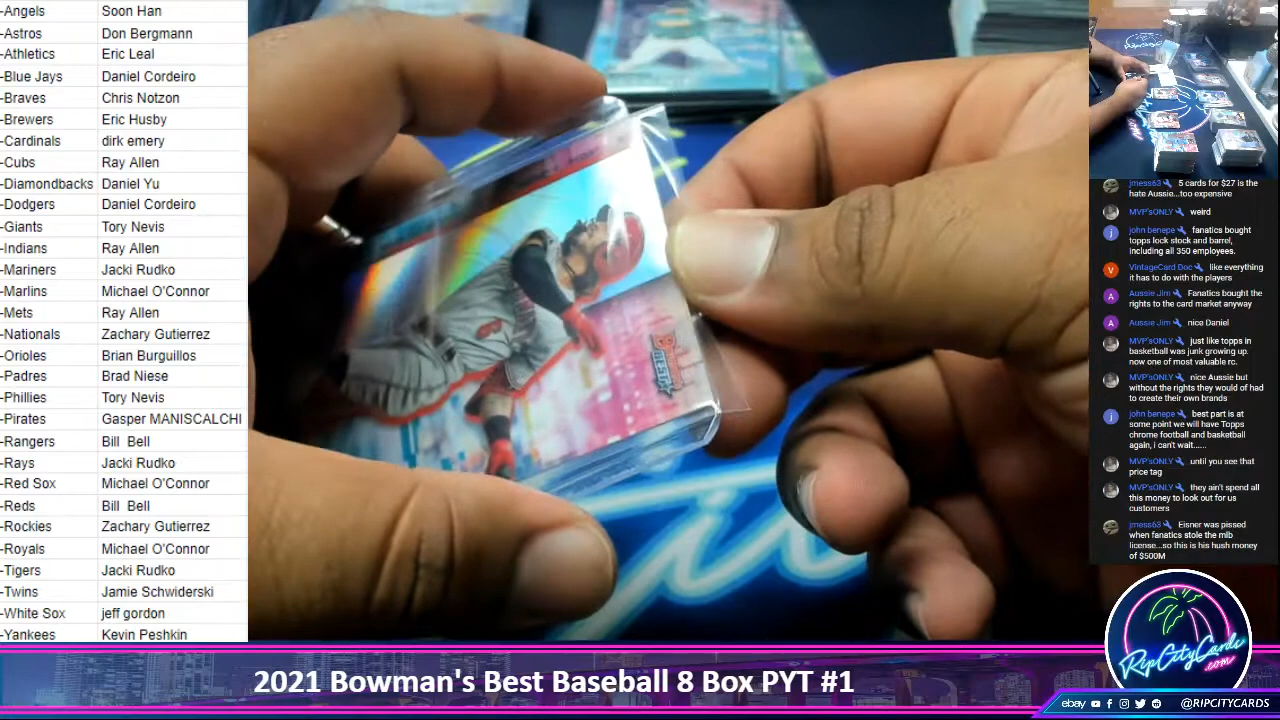 -Angels Soon Han
-Astros Don Bergmann
-Athletics Eric Leal
-Blue Jays Daniel Cordeiro
-Braves Chris Notzon
-Brewers Eric Husby
-Cardinals dirk emery
-Cubs Ray Allen
-Diamondbacks Daniel Yu
-Dodgers Daniel Cordeiro
-Giants Tory Nevis
-Indians Ray Allen
-Mariners Jacki Rudko
-Marlins Michael O'Connor
-Mets Ray Allen
-Nationals Zachary Gutierrez
-Orioles Brian Burguillos
-Padres Brad Niese
-Phillies Tory Nevis
-Pirates Gasper MANISCALCHI
-Rangers Bill Bell
-Rays Jacki Rudko
-Red Sox Michael O'Connor
-Reds Bill Bell
-Rockies Zachary Gutierrez
-Royals Michael O'Connor
-Tigers Jacki Rudko
-Twins Jamie Schwiderski
-White Sox jeff gordon
-Yankees Kevin Peshkin
jmess63 5 cards for $27 is the
hate Aussie...too expensive
MVP'sONLY weird
john benepe fanatics bought
topps lock stock and barrel,
including all 350 employees.
VintageCard Doc like everything
it has to do with the players
Aussie Jim Fanatics bought the
rights to the card market anyway
Aussie Jim nice Daniel
MVP'sONLY just like topps in
basketball was junk growing up.
now one of most valuable rc.
MVP'sONLY nice Aussie but
without the rights they would of had
to create their own brands
john benepe best part is at
some point we will have Topps
chrome football and basketball
again, i can't wait......
MVP'sONLY until you see that
price tag
MVP'sONLY they ain't spend all
this money to look out for us
customers
jmess63 Eisner was pissed
when fanatics stole the mlb
license...so this is his hush money
of $500M
RipCityCards
.com
2021 Bowman's Best Baseball 8 Box PYT #1
ebay @RIPCITYCARDS